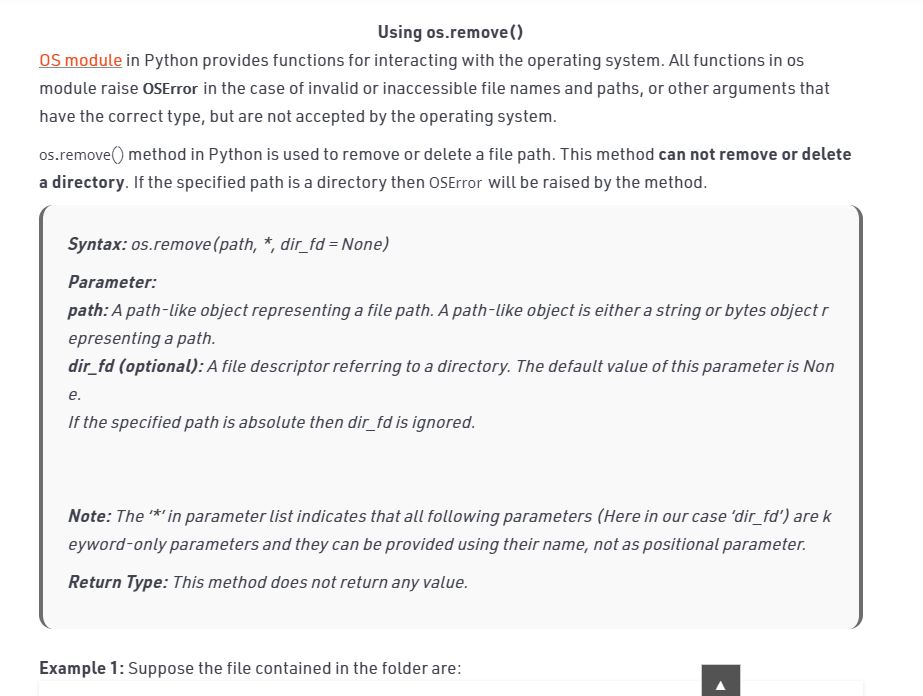 Using os.remove()
OS module in Python provides functions for interacting with the operating system. All functions in os
module raise OSError in the case of invalid or inaccessible file names and paths, or other arguments that
have the correct type, but are not accepted by the operating system.
os.remove() method in Python is used to remove or delete a file path. This method can not remove or delete
a directory. If the specified path is a directory then OSError will be raised by the method.
Syntax: os.remove(path, *, dir_fd = None)
Parameter:
path: A path-like object representing a file path. A path-like object is either a string or bytes object r
epresenting a path.
dir_fd (optional): A file descriptor referring to a directory. The default value of this parameter is Non
e.
If the specified path is absolute then dir_fd is ignored.
Note: The ‘*’ in parameter list indicates that all following parameters (Here in our case ‘dir_fd’) are k
eyword-only parameters and they can be provided using their name, not as positional parameter.
Return Type: This method does not return any value.
Example 1: Suppose the file contained in the folder are: